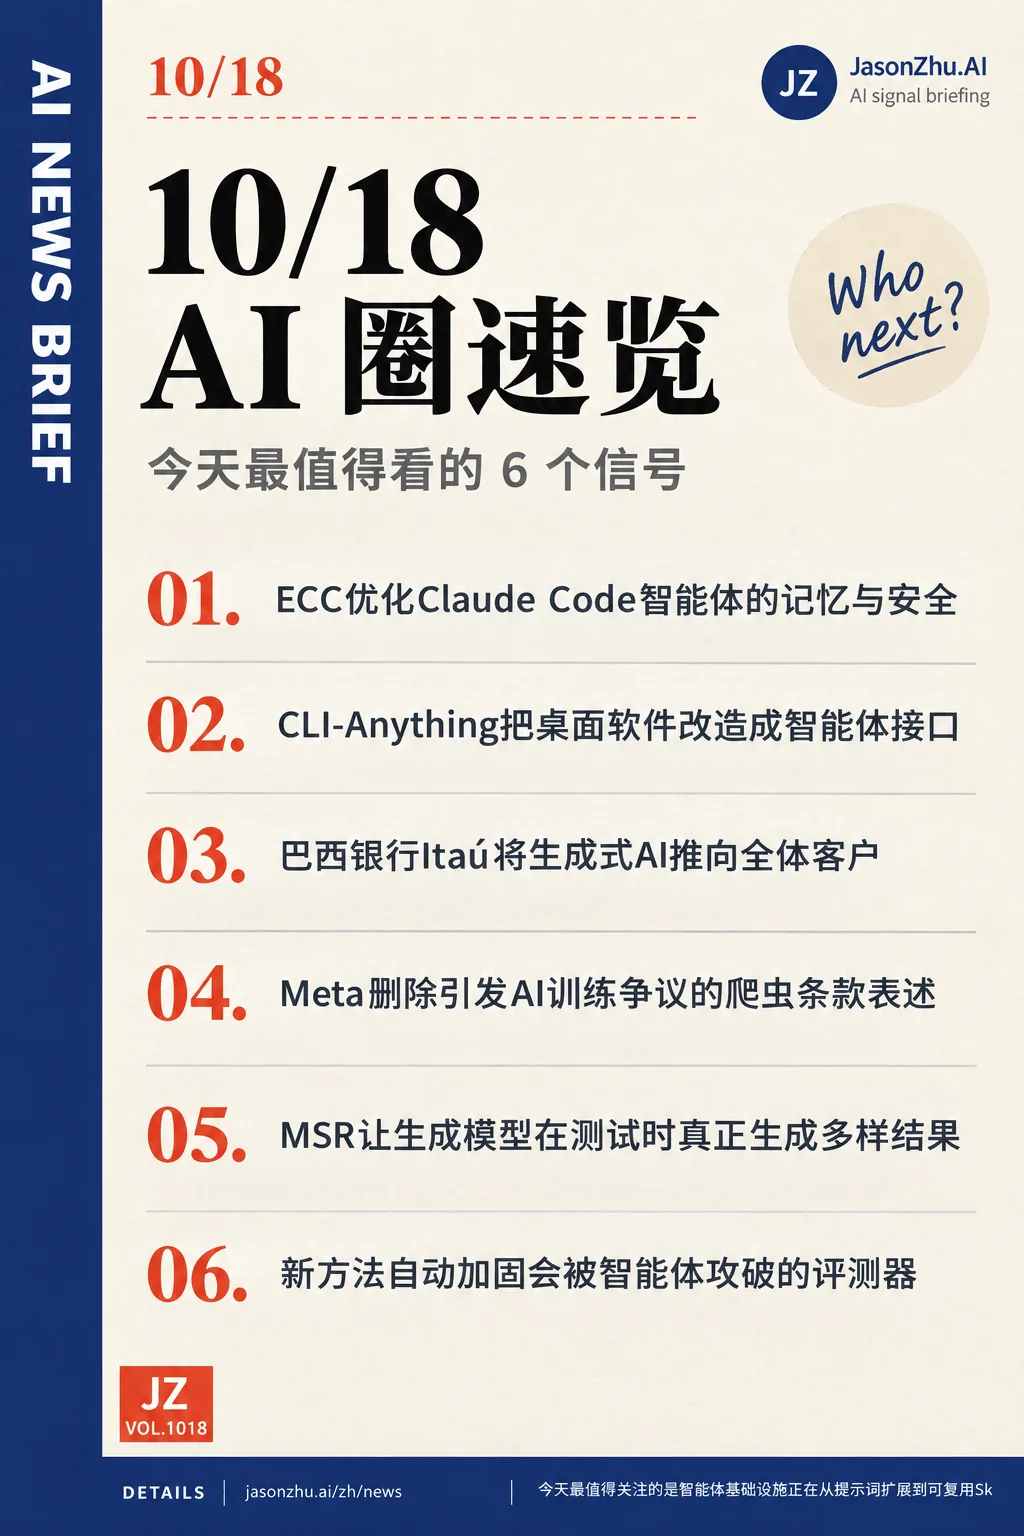 AI NEWS BRIEF
10/18
JZ
JasonZhu.AI
AI signal briefing
10/18
AI 圈速览
Who
next?
今天最值得看的 6 个信号
01. ECC优化Claude Code智能体的记忆与安全
02. CLI-Anything把桌面软件改造成智能体接口
03. 巴西银行Itaú将生成式AI推向全体客户
04. Meta删除引发AI训练争议的爬虫条款表述
05. MSR让生成模型在测试时真正生成多样结果
06. 新方法自动加固会被智能体攻破的评测器
JZ
VOL.1018
DETAILS
jasonzhu.ai/zh/news
今天最值得关注的是智能体基础设施正在从提示词扩展到可复用Sk